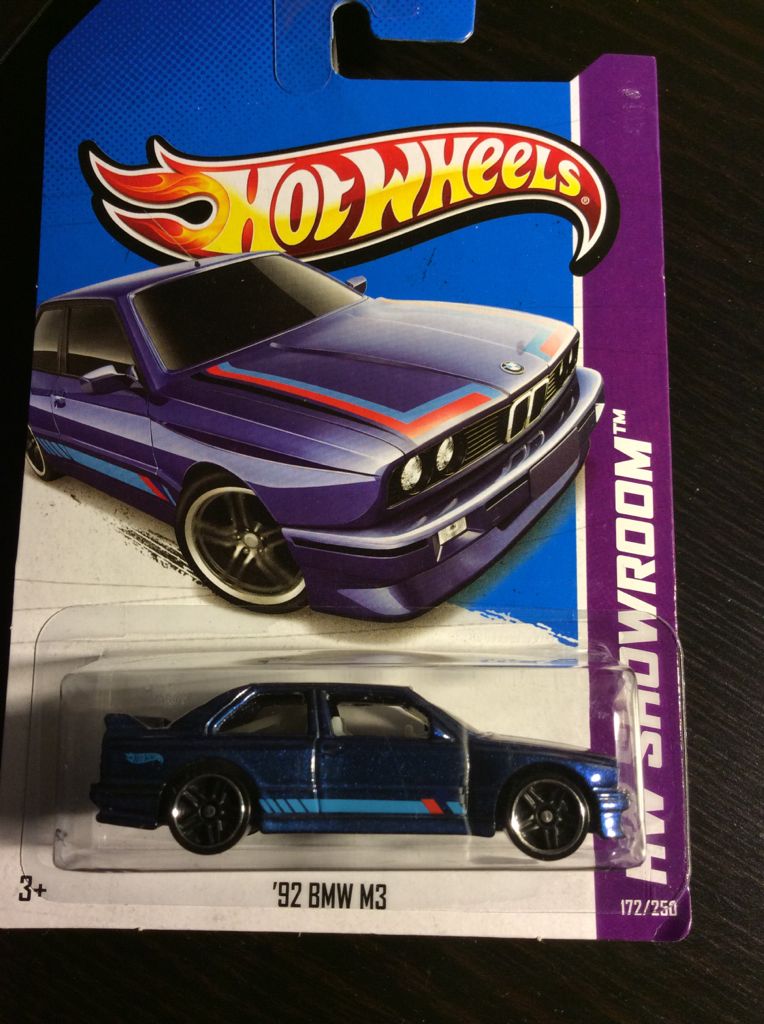 HOT WHEELS®
HW SHOWROOM™
3+
'92 BMW M3
172/250